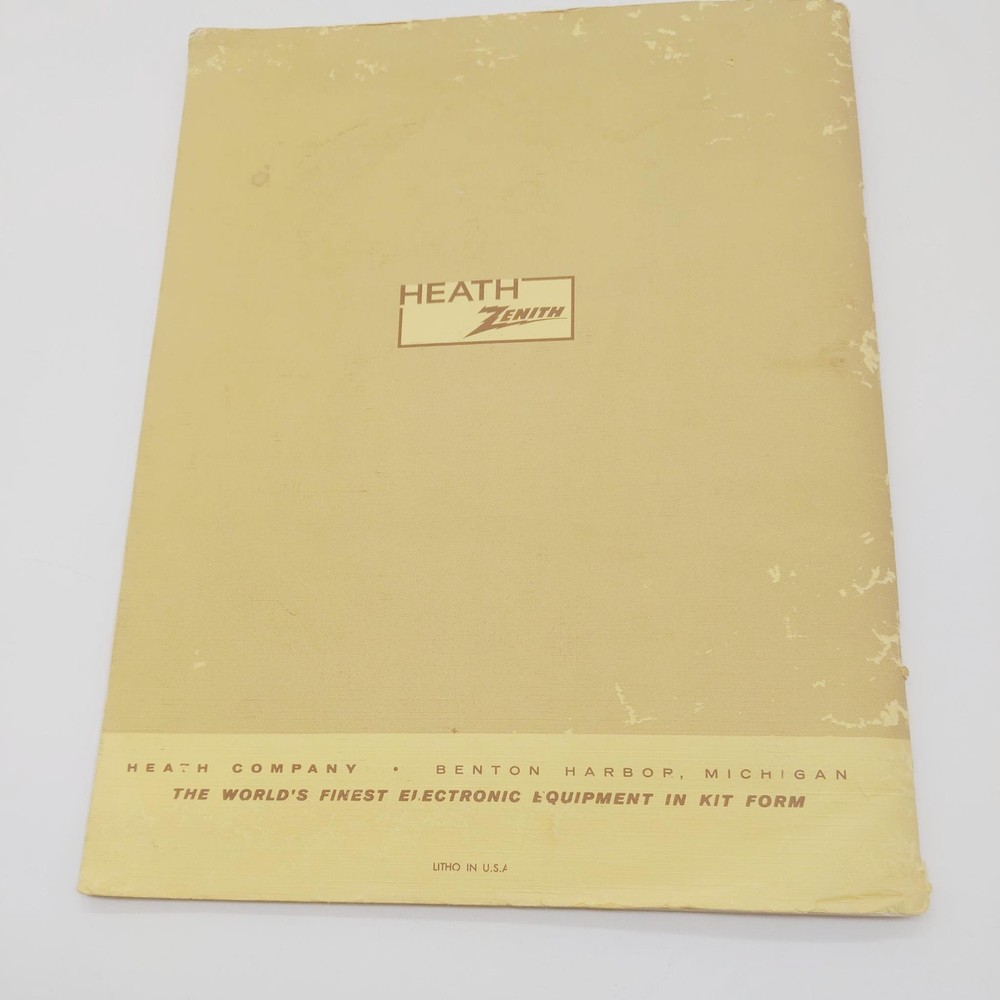 HEATH
ZENITH
HEATH COMPANY • BENTON HARBOR, MICHIGAN
THE WORLD'S FINEST ELECTRONIC EQUIPMENT IN KIT FORM
LITHO IN U.S.A